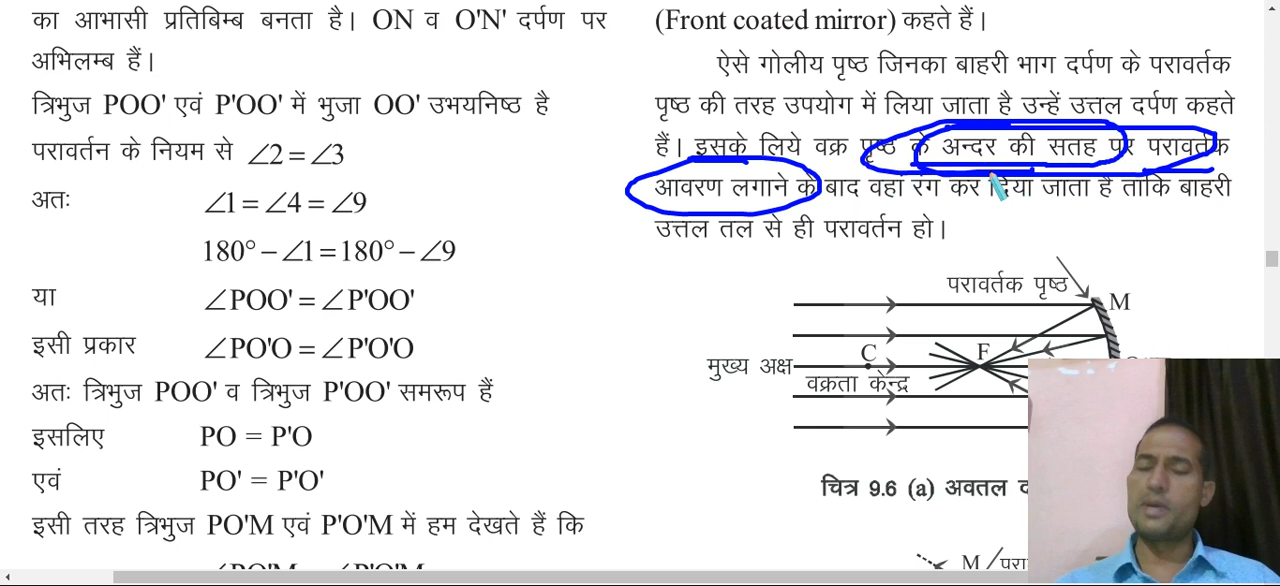 का आभासी प्रतिबिम्ब बनता है। ON व O'N' दर्पण पर
अभिलम्ब हैं।
त्रिभुज POO' एवं P'OO' में भुजा OO' उभयनिष्ठ है
परावर्तन के नियम से ∠2 = ∠3
अतः ∠1 = ∠4 = ∠9
180° – ∠1 = 180° – ∠9
या ∠POO' = ∠P'OO'
इसी प्रकार ∠PO'O = ∠P'O'O
अतः त्रिभुज POO' व त्रिभुज P'OO' समरूप हैं
इसलिए PO = P'O
एवं PO' = P'O'
इसी तरह त्रिभुज PO'M एवं P'O'M में हम देखते हैं कि
(Front coated mirror) कहते हैं।
ऐसे गोलीय पृष्ठ जिनका बाहरी भाग दर्पण के परावर्तक
पृष्ठ की तरह उपयोग में लिया जाता है उन्हें उत्तल दर्पण कहते
हैं। इसके लिये वक्र पृष्ठ के अन्दर की सतह पर परावर्तक
आवरण लगाने के बाद वहां रंग कर दिया जाता है ताकि बाहरी
उत्तल तल से ही परावर्तन हो।
परावर्तक पृष्ठ
M
C
F
मुख्य अक्ष
वक्रता केन्द्र
चित्र 9.6 (a) अवतल
M